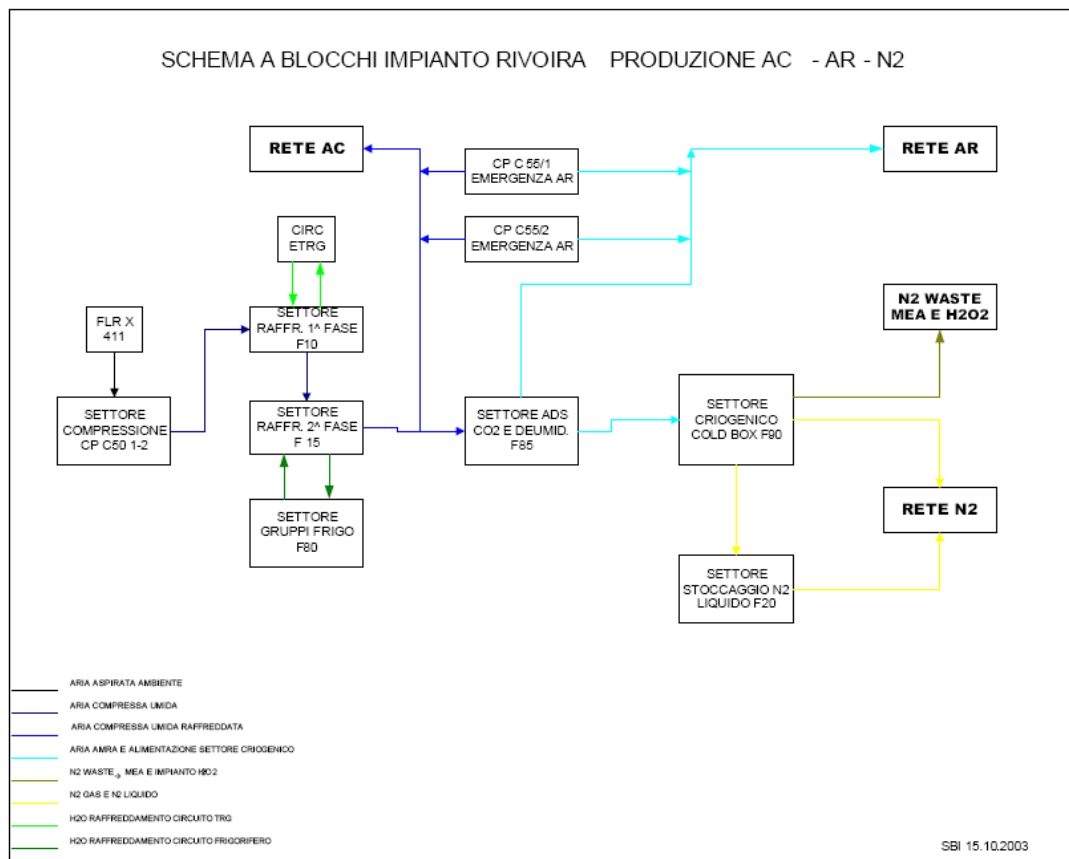 SCHEMA A BLOCCHI IMPIANTO RIVOIRA PRODUZIONE AC - AR - N2
RETE AC
CP C 55/1
EMERGENZA AR
RETE AR
CIRC
ETRG
CP C55/2
EMERGENZA AR
FLR X
411
SETTORE
RAFFR. 1^ FASE
F10
N2 WASTE
MEA E H2O2
SETTORE
COMPRESSIONE
CP C50 1-2
SETTORE
RAFFR. 2^ FASE
F 15
SETTORE ADS
CO2 E DEUMID.
F85
SETTORE
CRIOGENICO
COLD BOX F90
SETTORE
GRUPPI FRIGO
F80
RETE N2
SETTORE
STOCCAGGIO N2
LIQUIDO F20
ARIA ASPIRATA AMBIENTE
ARIA COMPRESSA UMIDA
ARIA COMPRESSA UMIDA RAFFREDDATA
ARIA AMRA E ALIMENTAZIONE SETTORE CRIOGENICO
N2 WASTE→ MEA E IMPIANTO H2O2
N2 GAS E N2 LIQUIDO
H2O RAFFREDDAMENTO CIRCUITO TRG
H2O RAFFREDDAMENTO CIRCUITO FRIGORIFERO
SBI 15.10.2003